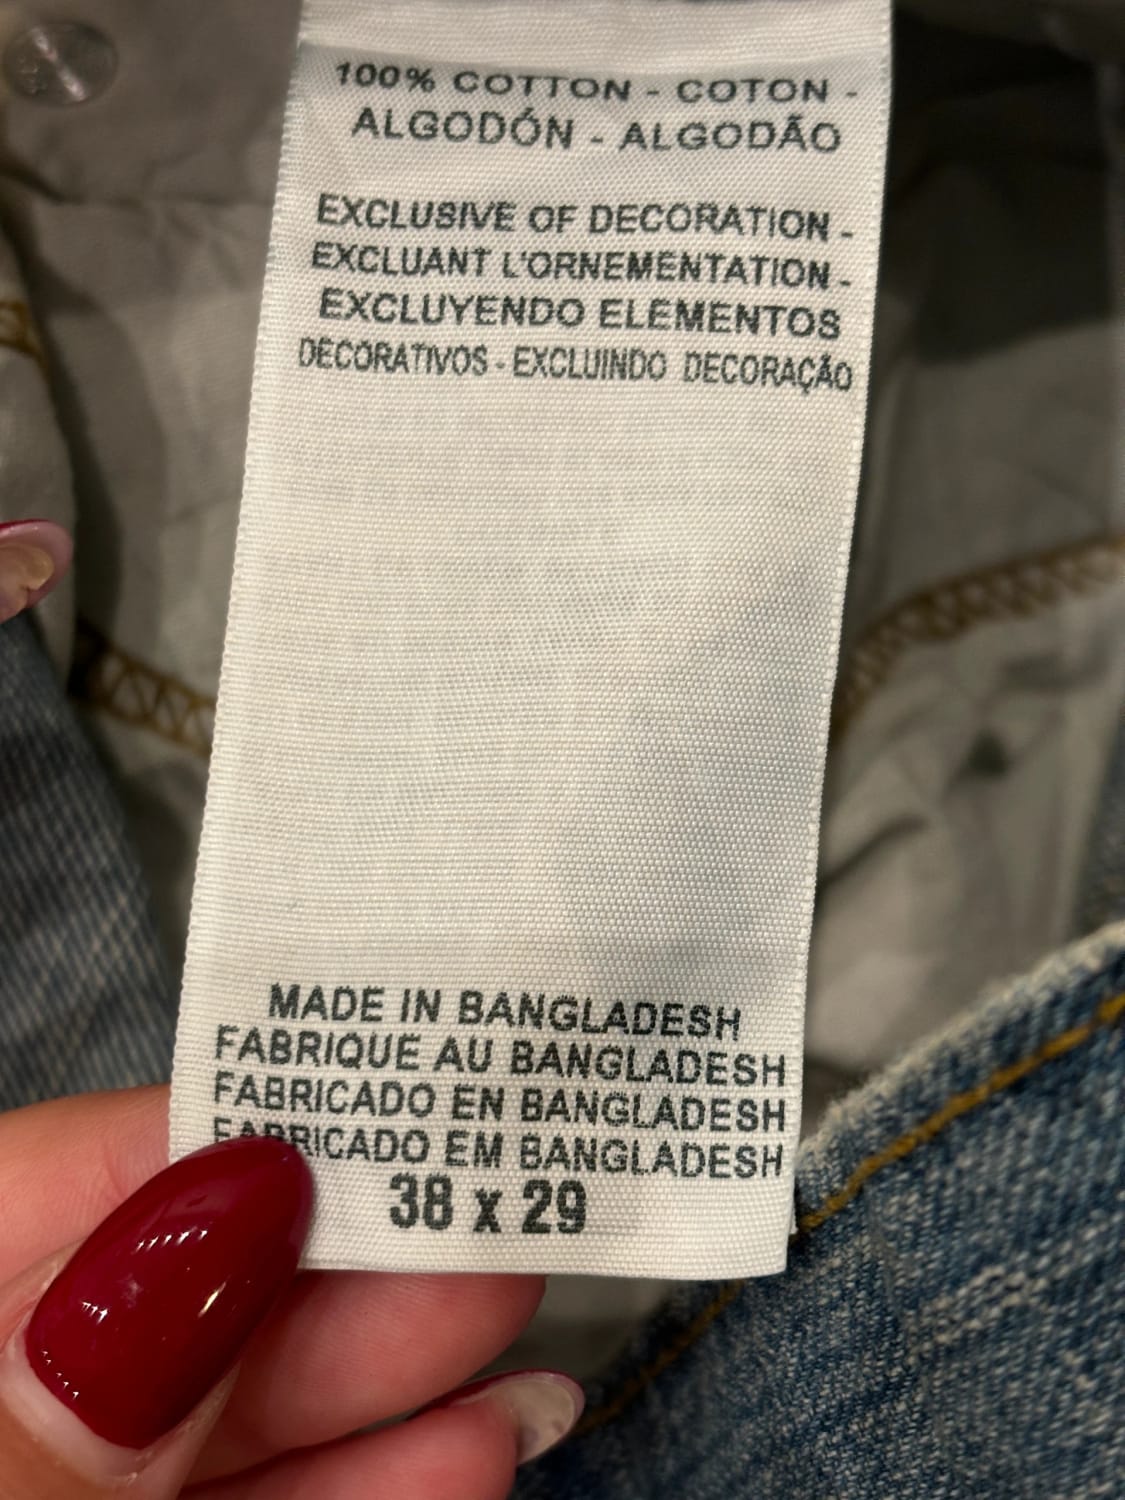 100% COTTON - COTON -
ALGODÓN - ALGODÃO
EXCLUSIVE OF DECORATION -
EXCLUANT L'ORNEMENTATION -
EXCLUYENDO ELEMENTOS
DECORATIVOS - EXCLUINDO DECORAÇÃO
MADE IN BANGLADESH
FABRIQUE AU BANGLADESH
FABRICADO EN BANGLADESH
FABRICADO EM BANGLADESH
38 x 29